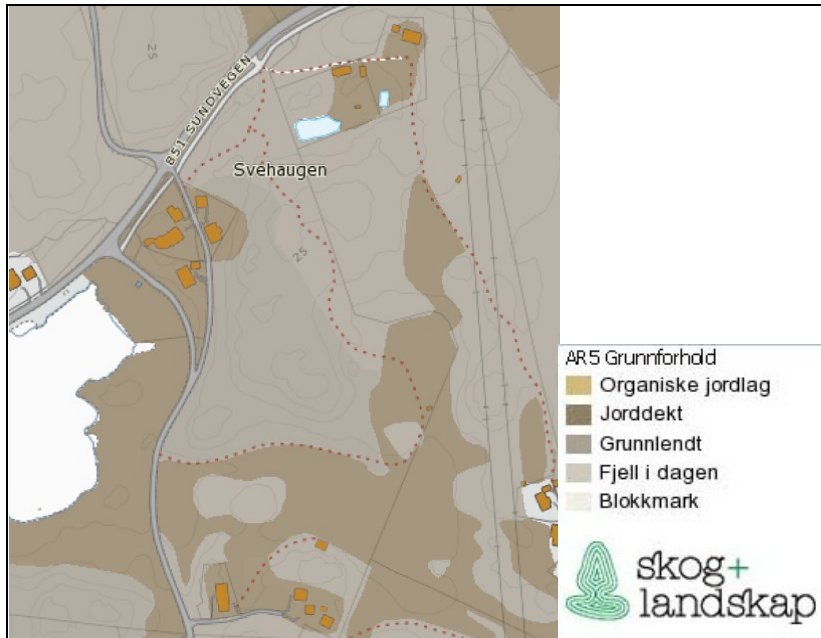 25
851 SUNDVEGEN
Svehaugen
25
AR5 Grunnforhold
Organiske jordlag
Jorddekt
Grunnlendt
Fjell i dagen
Blokkmark
skog+
landskap